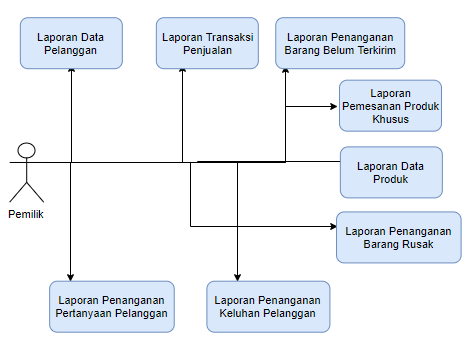 Laporan Data
Pelanggan
Laporan Transaksi
Penjualan
Laporan Penanganan
Barang Belum Terkirim
Laporan
Pemesanan Produk
Khusus
Laporan Data
Produk
Pemilik
Laporan Penanganan
Barang Rusak
Laporan Penanganan
Pertanyaan Pelanggan
Laporan Penanganan
Keluhan Pelanggan